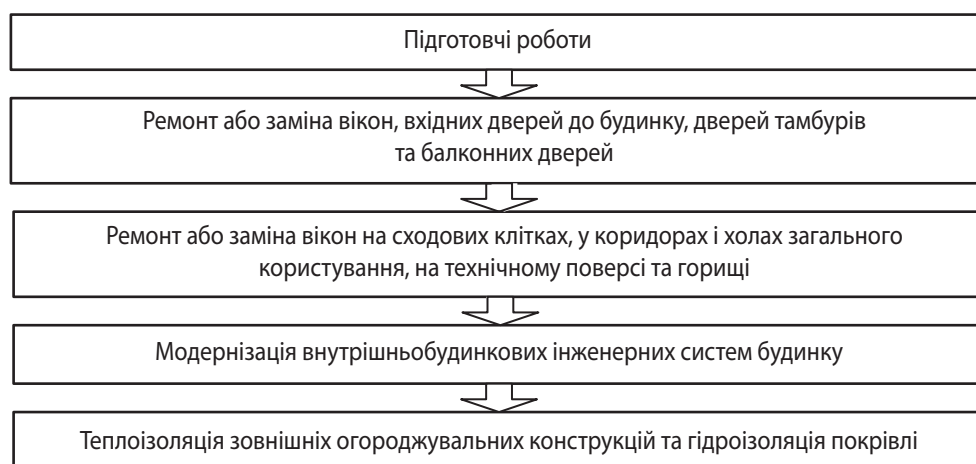 Підготовчі роботи
Ремонт або заміна вікон, вхідних дверей до будинку, дверей тамбурів
та балконних дверей
Ремонт або заміна вікон на сходових клітках, у коридорах і холах загального
користування, на технічному поверсі та горищі
Модернізація внутрішньобудинкових інженерних систем будинку
Теплоізоляція зовнішніх огороджувальних конструкцій та гідроізоляція покрівлі